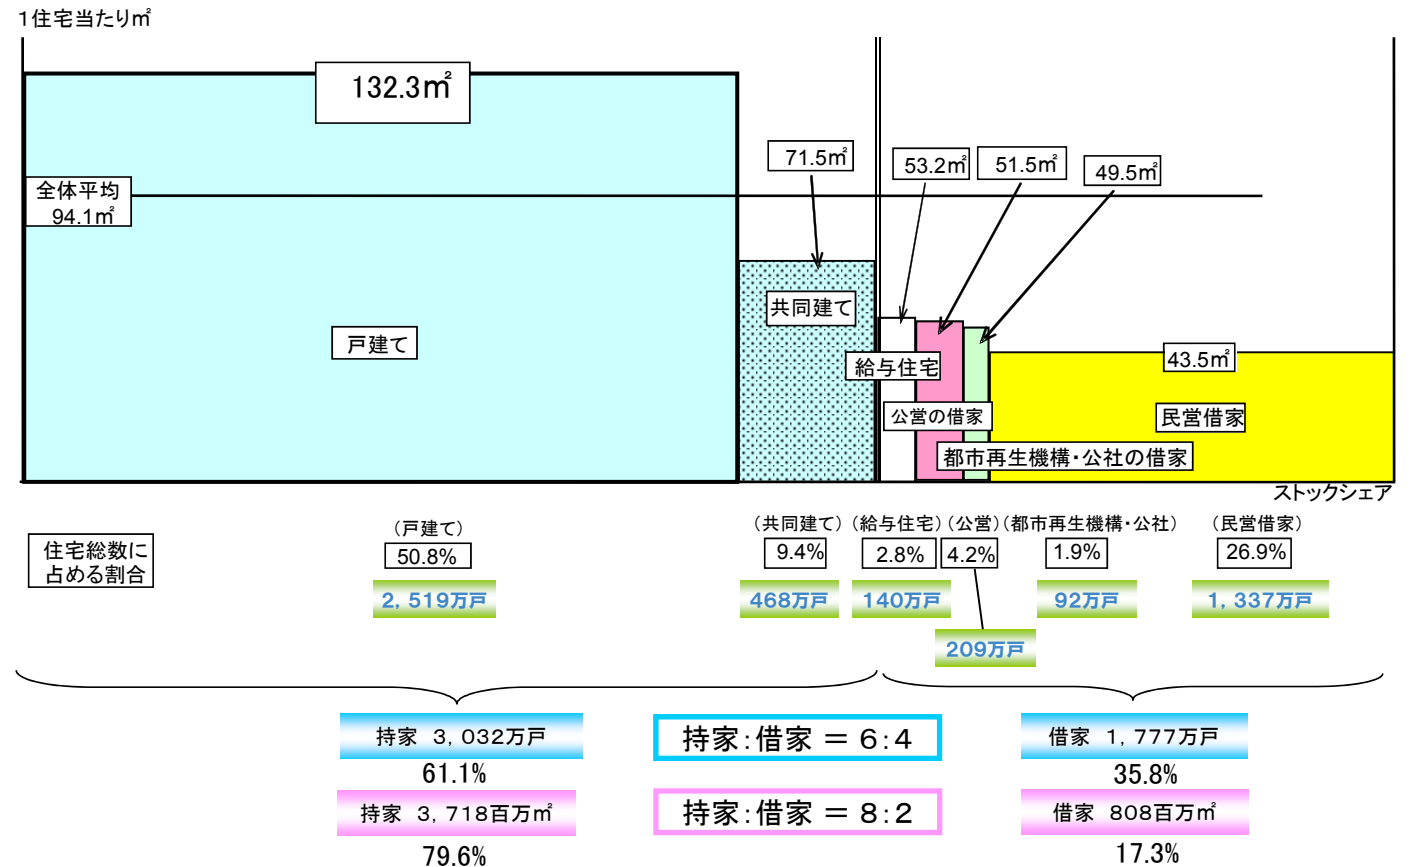 １住宅当たり㎡
132.3㎡
71.5㎡
53.2㎡
51.5㎡
49.5㎡
全体平均
94.1㎡
共同建て
戸建て
給与住宅
43.5㎡
公営の借家
民営借家
都市再生機構・公社の借家
ストックシェア
住宅総数に
占める割合
（戸建て）
（共同建て）
（給与住宅）
（公営）
（都市再生機構・公社）
（民営借家）
50.8%
9.4%
2.8%
4.2%
1.9%
26.9%
２，５１９万戸
４６８万戸
１４０万戸
９２万戸
１，３３７万戸
２０９万戸
持家　３，０３２万戸
持家：借家 ＝ ６：４
借家　１，７７７万戸
61.1%
35.8%
持家　３，７１８百万㎡
持家：借家 ＝ ８：２
借家　８０８百万㎡
79.6%
17.3%